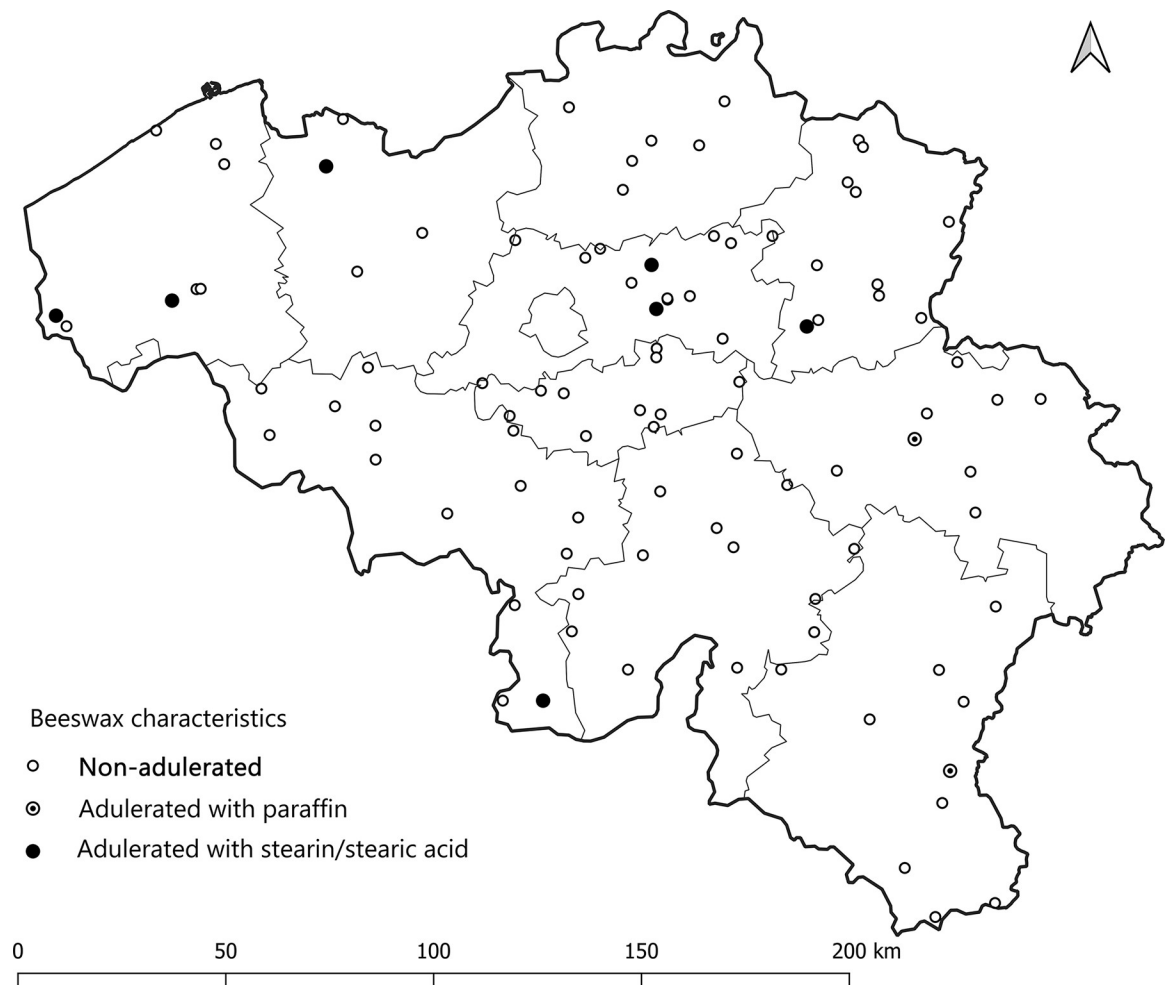 Beeswax characteristics
Non-adulerated
Adulerated with paraffin
Adulerated with stearin/stearic acid
0 50 100 150 200 km